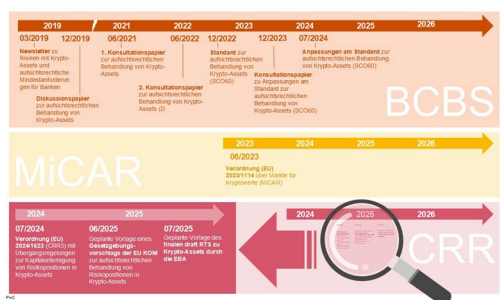 2019 2021 2022 2023 2024 2025 2026
03/2019 12/2019 06/2021 06/2022 12/2022 12/2023 07/2024
Newsletter zu
Risiken mit Krypto-
Assets und
aufsichtsrechtliche
Mindestanforderun
gen für Banken
Diskussionspapier
zur aufsichtsrechtlichen
Behandlung von
Krypto-Assets
1. Konsultationspapier
zur aufsichtsrechtlichen
Behandlung von Krypto-
Assets
2. Konsultationspapier
zur aufsichtsrechtlichen
Behandlung von Krypto-
Assets (D
Standard zur
aufsichtsrechtlichen
Behandlung von
Krypto-Assets
(SCO60)
Konsultationspapier
zu Anpassungen am
Standard zur
aufsichtsrechtlichen
Behandlung von
Krypto-Assets (SCO60)
Anpassungen am Standard zur
aufsichtsrechtlichen Behandlung
von Krypto-Assets (SCO60)
BCBS
MiCAR
2023 2024 2025 2026
06/2023
Verordnung (EU)
2023/1114 über Märkte für
Kryptowerte (MiCAR)
2024 2025
07/2024 06/2025 07/2025
Verordnung (EU)
2024/1623 (CRR3) mit
Übergangsregelungen
zur Kapitalunterlegung
von Risikopositionen in
Krypto-Assets
Geplante Vorlage eines
Gesetzgebungs-
vorschlags der EU KOM
zur aufsichtsrechtlichen
Behandlung von
Risikopositionen in
Krypto-Assets
Geplante Vorlage des
finalen draft RTS zu
Krypto-Assets durch
die EBA
2024 2025 2026
CRR
PwC